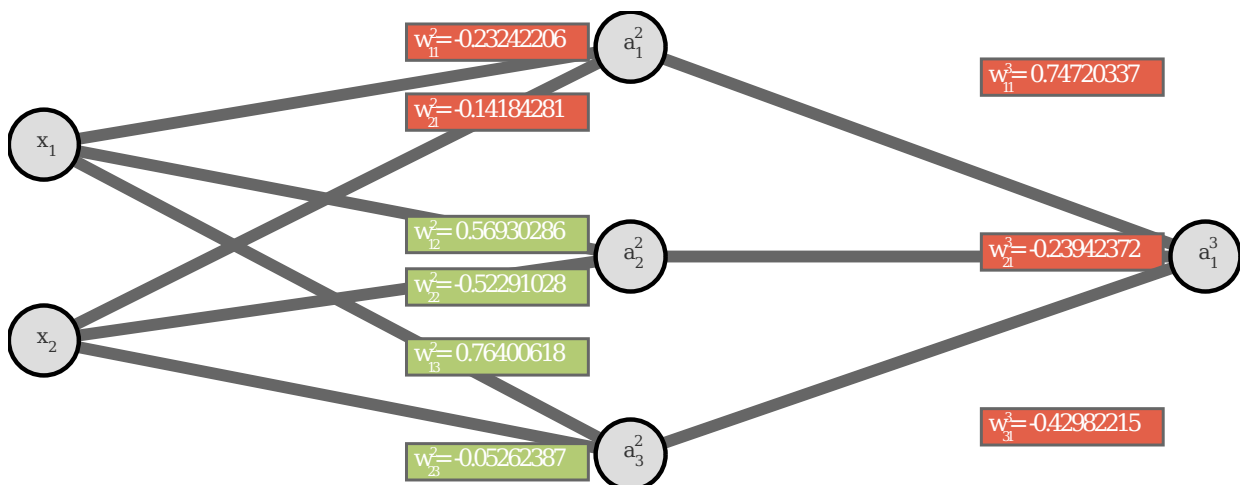 w²₁₁= -0.23242206
a²₁
w³₁₁= 0.74720337
w²₂₁= -0.14184281
x₁
w²₁₂= 0.56930286
a²₂
w³₂₁= -0.23942372
a³₁
w²₂₂= -0.52291028
x₂
w²₁₃= 0.76400618
w³₃₁= -0.42982215
a²₃
w²₂₃= -0.05262387